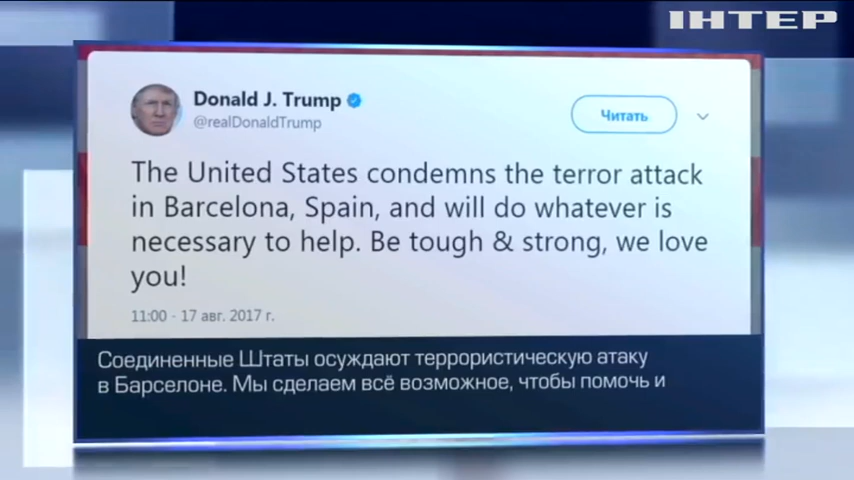 ІНТЕР
Donald J. Trump
@realDonaldTrump
Читать
The United States condemns the terror attack
in Barcelona, Spain, and will do whatever is
necessary to help. Be tough & strong, we love
you!
11:00 - 17 авг. 2017 г.
Соединенные Штаты осуждают террористическую атаку
в Барселоне. Мы сделаем всё возможное, чтобы помочь и